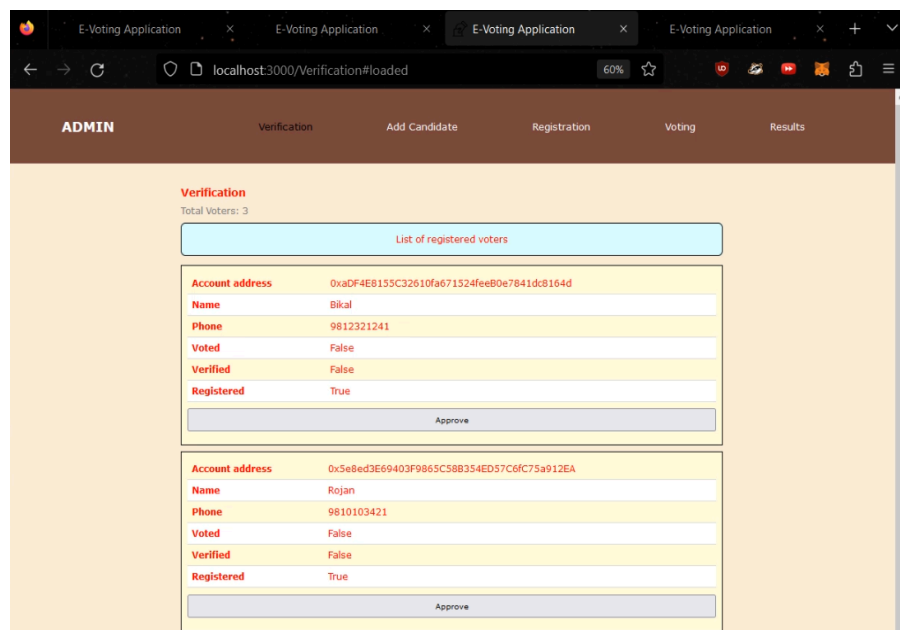 E-Voting Application E-Voting Application E-Voting Application E-Voting Application
localhost:3000/Verification#loaded 60%
ADMIN Verification Add Candidate Registration Voting Results
Verification
Total Voters: 3
List of registered voters
Account address 0xaDF4E8155C32610fa671524feeB0e7841dc8164d
Name Bikal
Phone 9812321241
Voted False
Verified False
Registered True
Approve
Account address 0x5e8ed3E69403F9865C58B354ED57C6fC75a912EA
Name Rojan
Phone 9810103421
Voted False
Verified False
Registered True
Approve